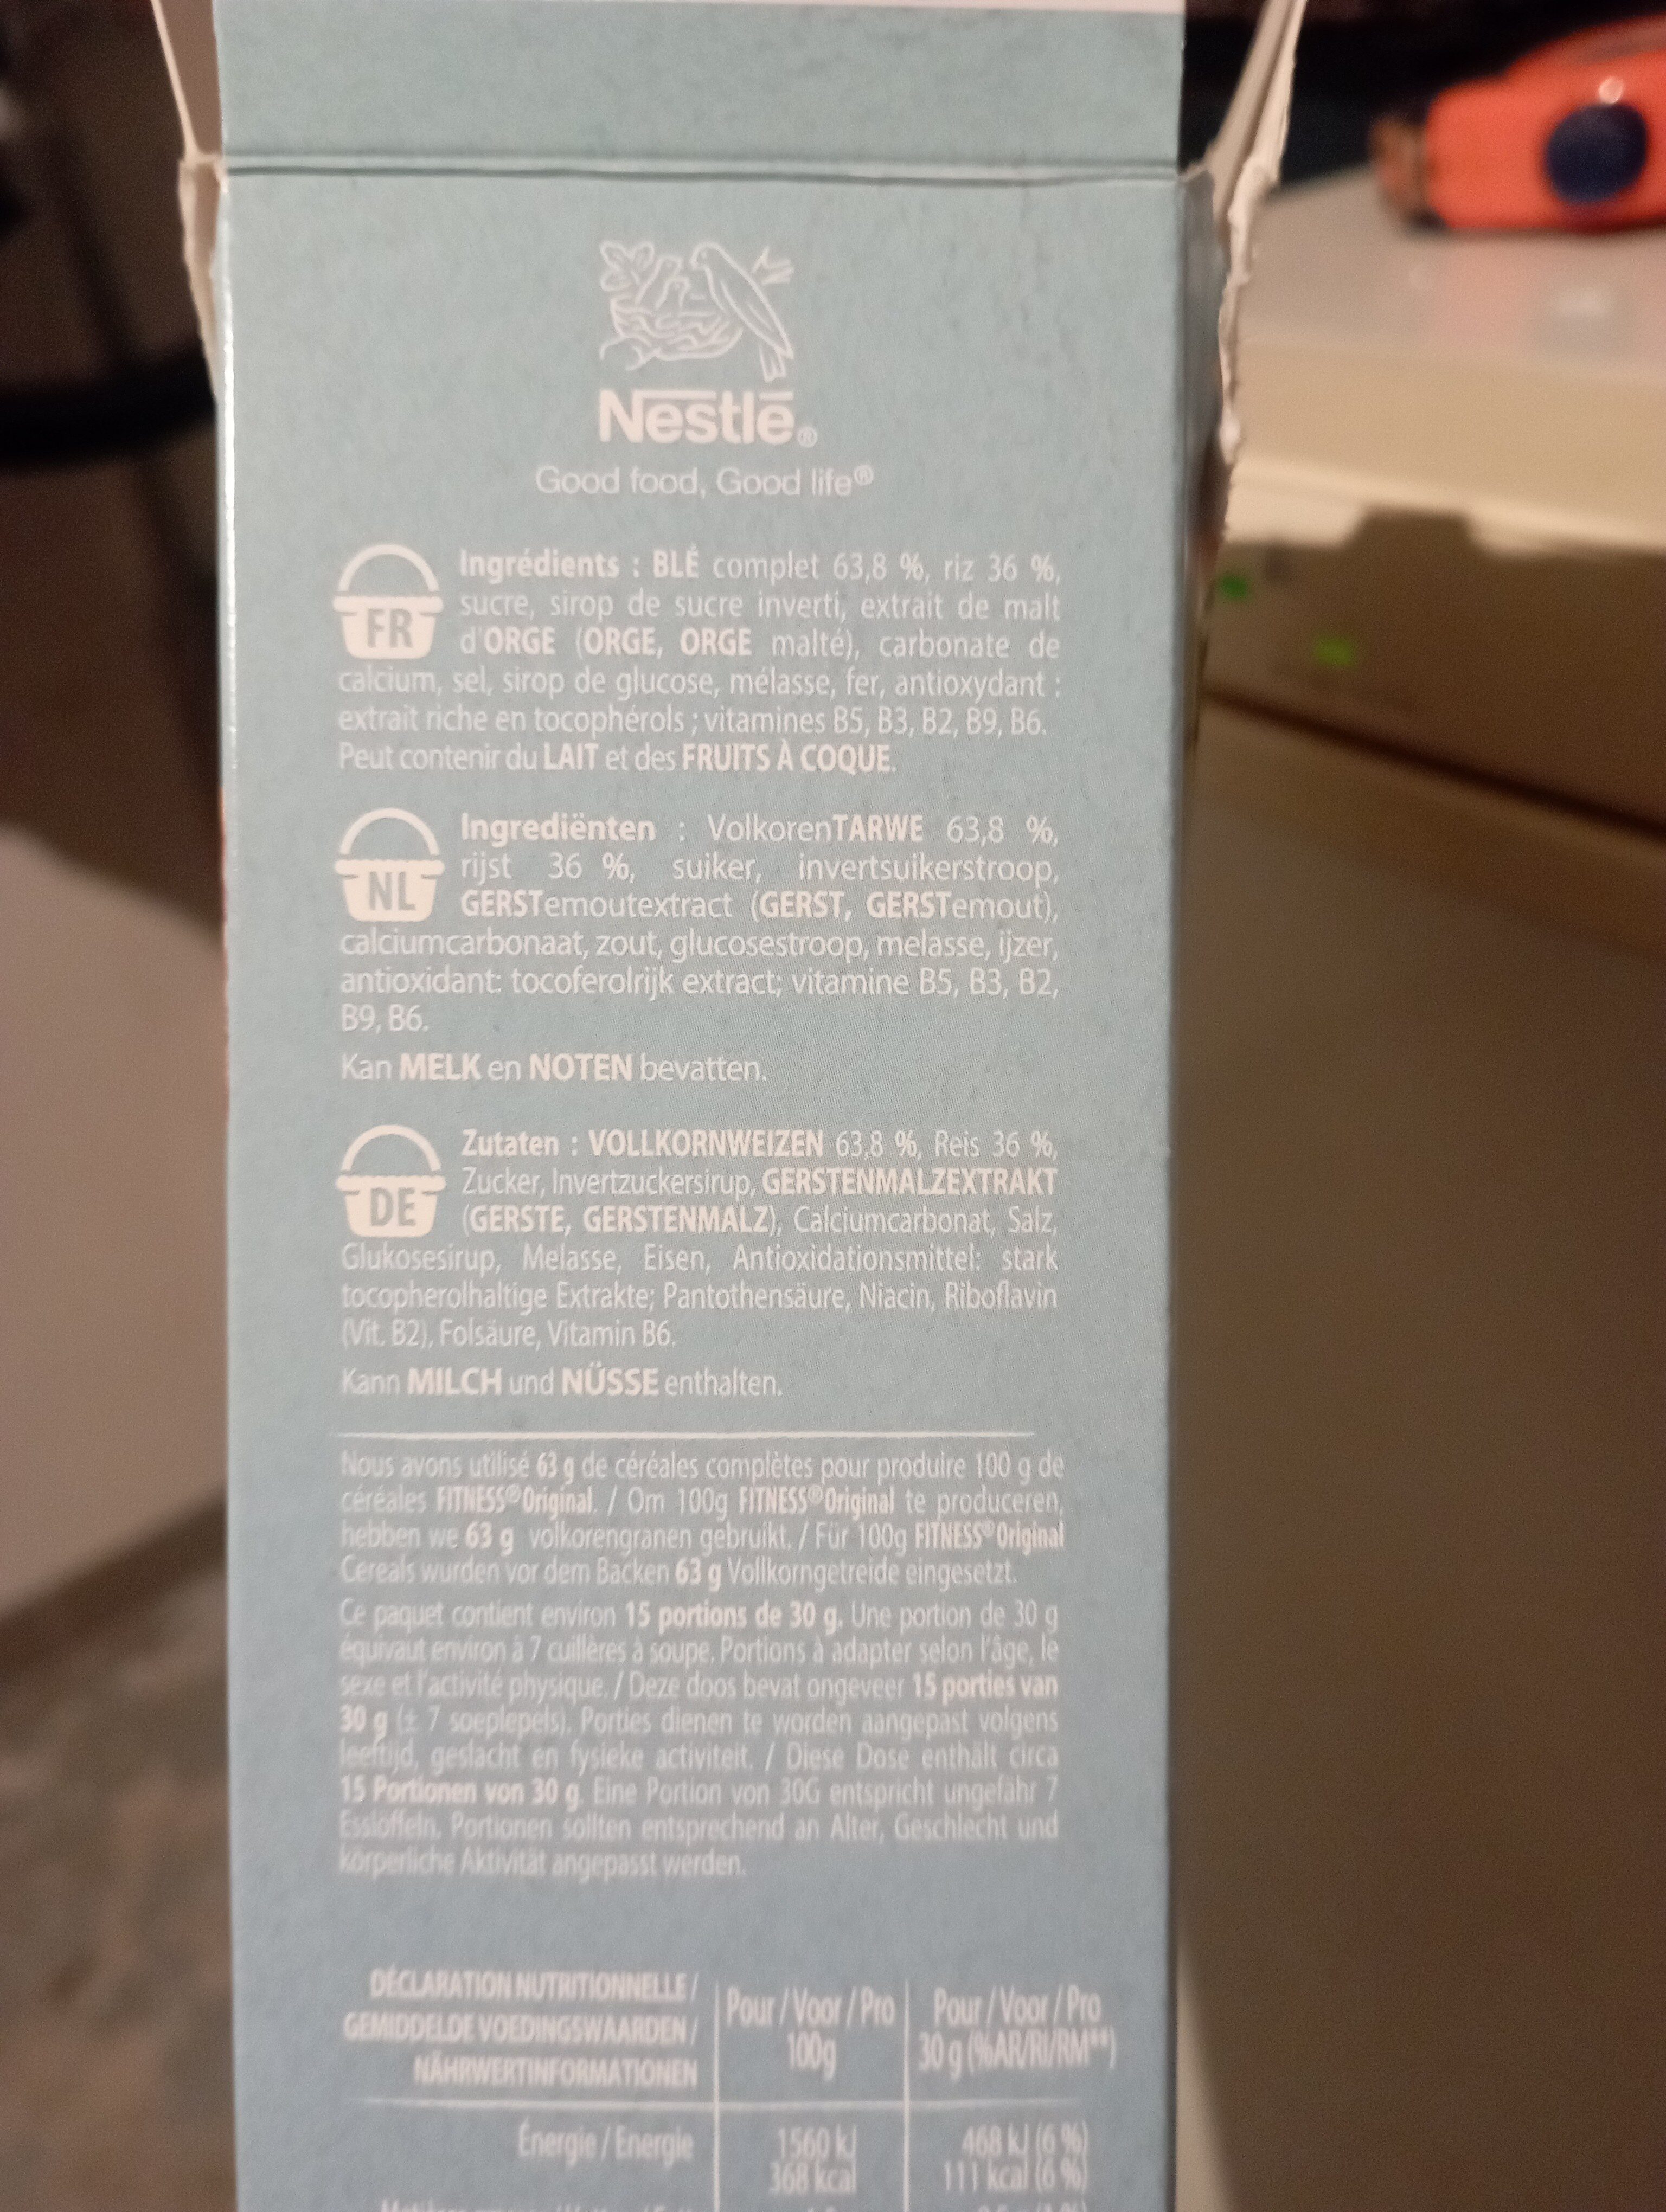 Nestlé®
Good food, Good life®
Ingrédients : BLÉ complet 63,8 %, riz 36 %,
sucre, sirop de sucre inverti, extrait de malt
FR
d'ORGE (ORGE, ORGE malté), carbonate de
calcium, sel, sirop de glucose, mélasse, fer, antioxydant :
extrait riche en tocophérols ; vitamines B5, B3, B2, B9, B6.
Peut contenir du LAIT et des FRUITS À COQUE.
Ingrediënten : VolkorenTARWE 63,8 %,
rijst 36 %, suiker, invertsuikerstroop,
NL
GERSTemoutextract (GERST, GERSTemout),
calciumcarbonaat, zout, glucosestroop, melasse, ijzer,
antioxidant: tocoferolrijk extract; vitamine B5, B3, B2,
B9, B6.
Kan MELK en NOTEN bevatten.
Zutaten : VOLLKORNWEIZEN 63,8 %, Reis 36 %,
Zucker, Invertzuckersirup, GERSTENMALZEXTRAKT
DE
(GERSTE, GERSTENMALZ), Calciumcarbonat, Salz,
Glukosesirup, Melasse, Eisen, Antioxidationsmittel: stark
tocopherolhaltige Extrakte; Pantothensäure, Niacin, Riboflavin
(Vit. B2), Folsäure, Vitamin B6.
Kann MILCH und NÜSSE enthalten.
Nous avons utilisé 63 g de céréales complètes pour produire 100 g de
céréales FITNESS® Original. / Om 100g FITNESS® Original te produceren,
hebben we 63 g volkorengranen gebruikt. / Für 100g FITNESS® Original
Cereals wurden vor dem Backen 63 g Vollkorngetreide eingesetzt.
Ce paquet contient environ 15 portions de 30 g. Une portion de 30 g
équivaut environ à 7 cuillères à soupe. Portions à adapter selon l'âge, le
sexe et l'activité physique. / Deze doos bevat ongeveer 15 porties van
30 g (± 7 soeplepels). Porties dienen te worden aangepast volgens
leeftijd, geslacht en fysieke activiteit. / Diese Dose enthält circa
15 Portionen von 30 g. Eine Portion von 30G entspricht ungefähr 7
Esslöffeln. Portionen sollten entsprechend an Alter, Geschlecht und
körperliche Aktivität angepasst werden.
DÉCLARATION NUTRITIONNELLE /
GEMIDDELDE VOEDINGSWAARDEN /
NÄHRWERTINFORMATIONEN
Pour / Voor / Pro
100g
Pour / Voor / Pro
30 g (%AR/RI/RM**)
Énergie / Energie
1560 kJ
368 kcal
468 kJ (6 %)
111 kcal (6 %)